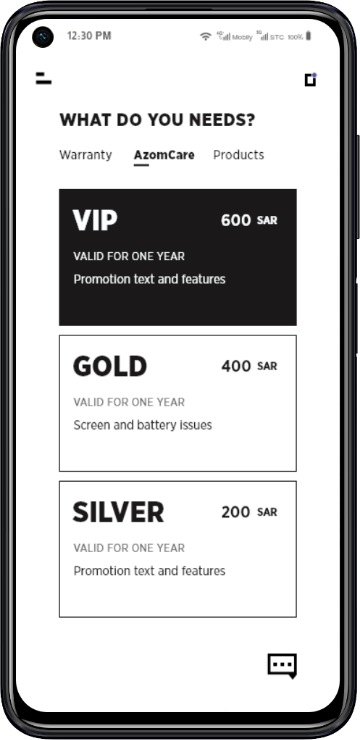 12:30 PM
4G Mobily 5G STC 100%
WHAT DO YOU NEEDS?
Warranty AzomCare Products
VIP 600 SAR
VALID FOR ONE YEAR
Promotion text and features
GOLD 400 SAR
VALID FOR ONE YEAR
Screen and battery issues
SILVER 200 SAR
VALID FOR ONE YEAR
Promotion text and features